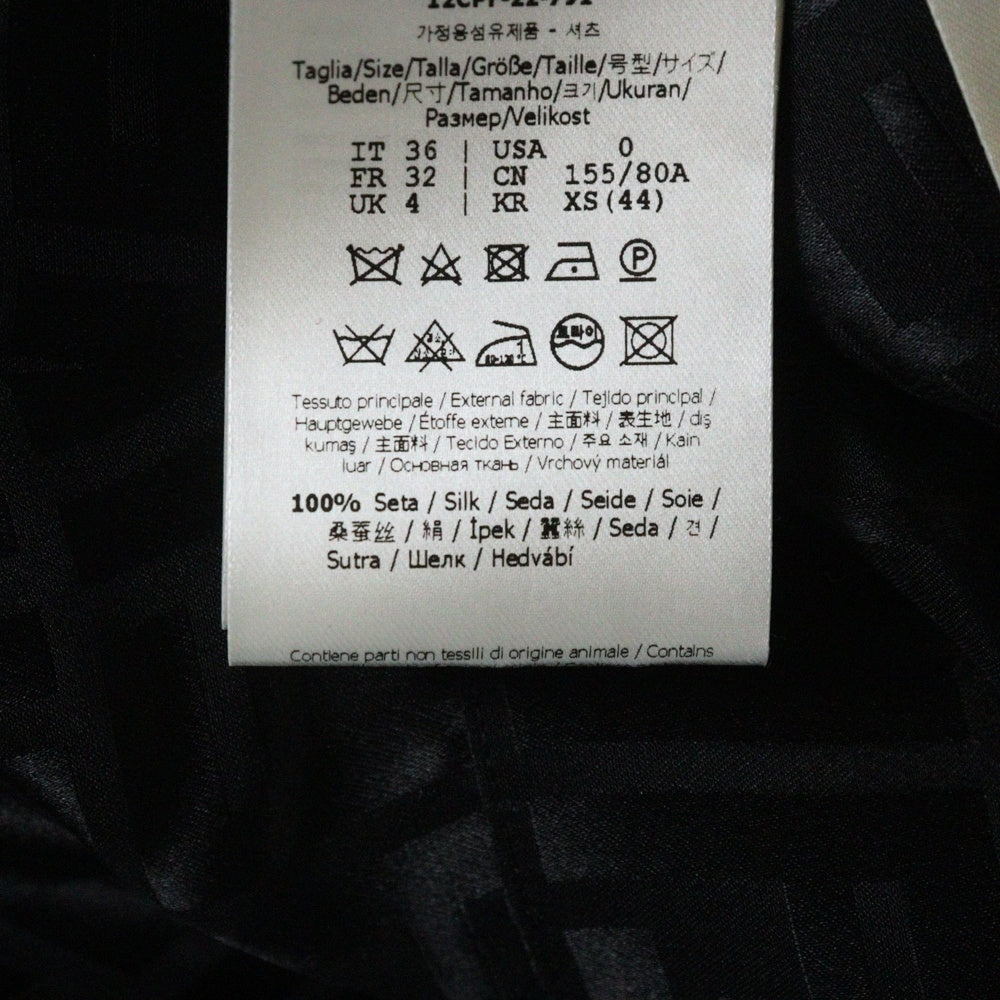 가정용섬유제품 - 셔츠
Taglia/Size/Talla/Größe/Taille/号型/サイズ/
Beden/尺寸/Tamanho/크기/Ukuran/
Размер/Velikost
IT 36 | USA 0
FR 32 | CN 155/80A
UK 4 | KR XS(44)
P
드라이
80-120°C
Tessuto principale / External fabric / Tejido principal /
Hauptgewebe / Étoffe externe / 主面料 / 表生地 / dış
kumaş / 主面料 / Tecido Externo / 주요 소재 / Kain
luar / Основная ткань / Vrchový materiál
100% Seta / Silk / Seda / Seide / Soie /
桑蚕丝 / 絹 / İpek / 絲 / Seda / 견 /
Sutra / Шелк / Hedvábí
Contiene parti non tessili di origine animale / Contains